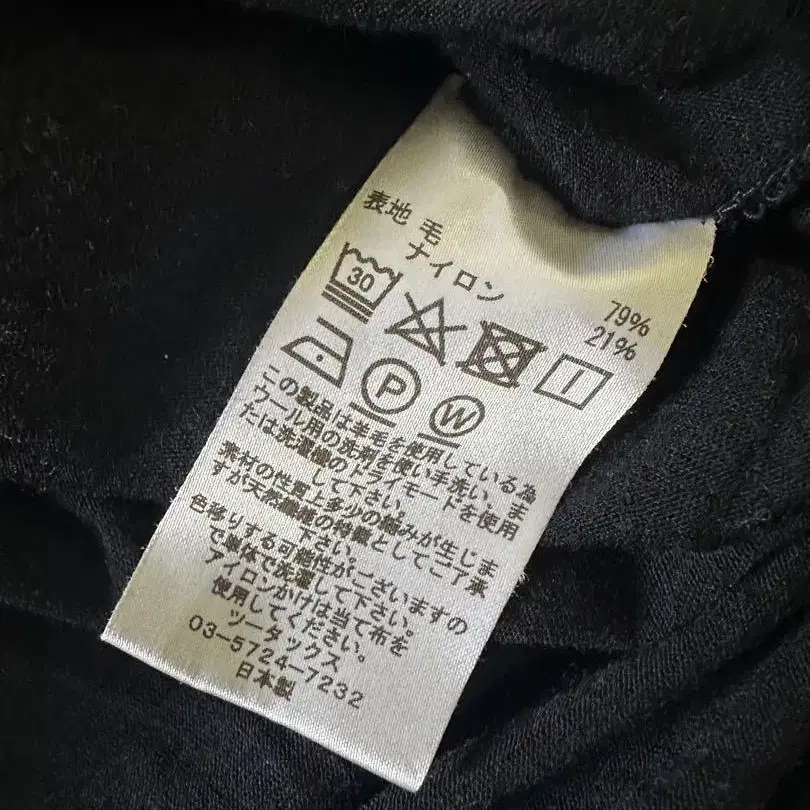 表地 毛 79%
ナイロン 21%
30
P W
この製品は羊毛を使用している為
ウール用の洗剤を使い手洗い、ま
たは洗濯機のドライモードを使用
して下さい。
素材の性質上多少の縮みが生じま
すが天然繊維の特徴としてご了承
下さい。
色移りする可能性がございますの
で単体で洗濯して下さい。
アイロンがけは当て布を
使用してください。
ツータックス
03-5724-7232
日本製